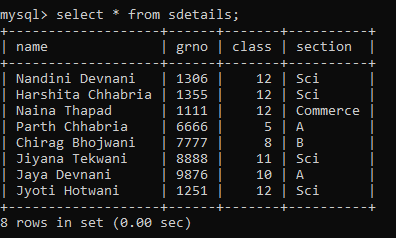 mysql> select * from sdetails;
+-------------------+------+-------+----------+
| name              | grno | class | section  |
+-------------------+------+-------+----------+
| Nandini Devnani   | 1306 |    12 | Sci      |
| Harshita Chhabria | 1355 |    12 | Sci      |
| Naina Thapad      | 1111 |    12 | Commerce |
| Parth Chhabria    | 6666 |     5 | A        |
| Chirag Bhojwani   | 7777 |     8 | B        |
| Jiyana Tekwani    | 8888 |    11 | Sci      |
| Jaya Devnani      | 9876 |    10 | A        |
| Jyoti Hotwani     | 1251 |    12 | Sci      |
+-------------------+------+-------+----------+
8 rows in set (0.00 sec)